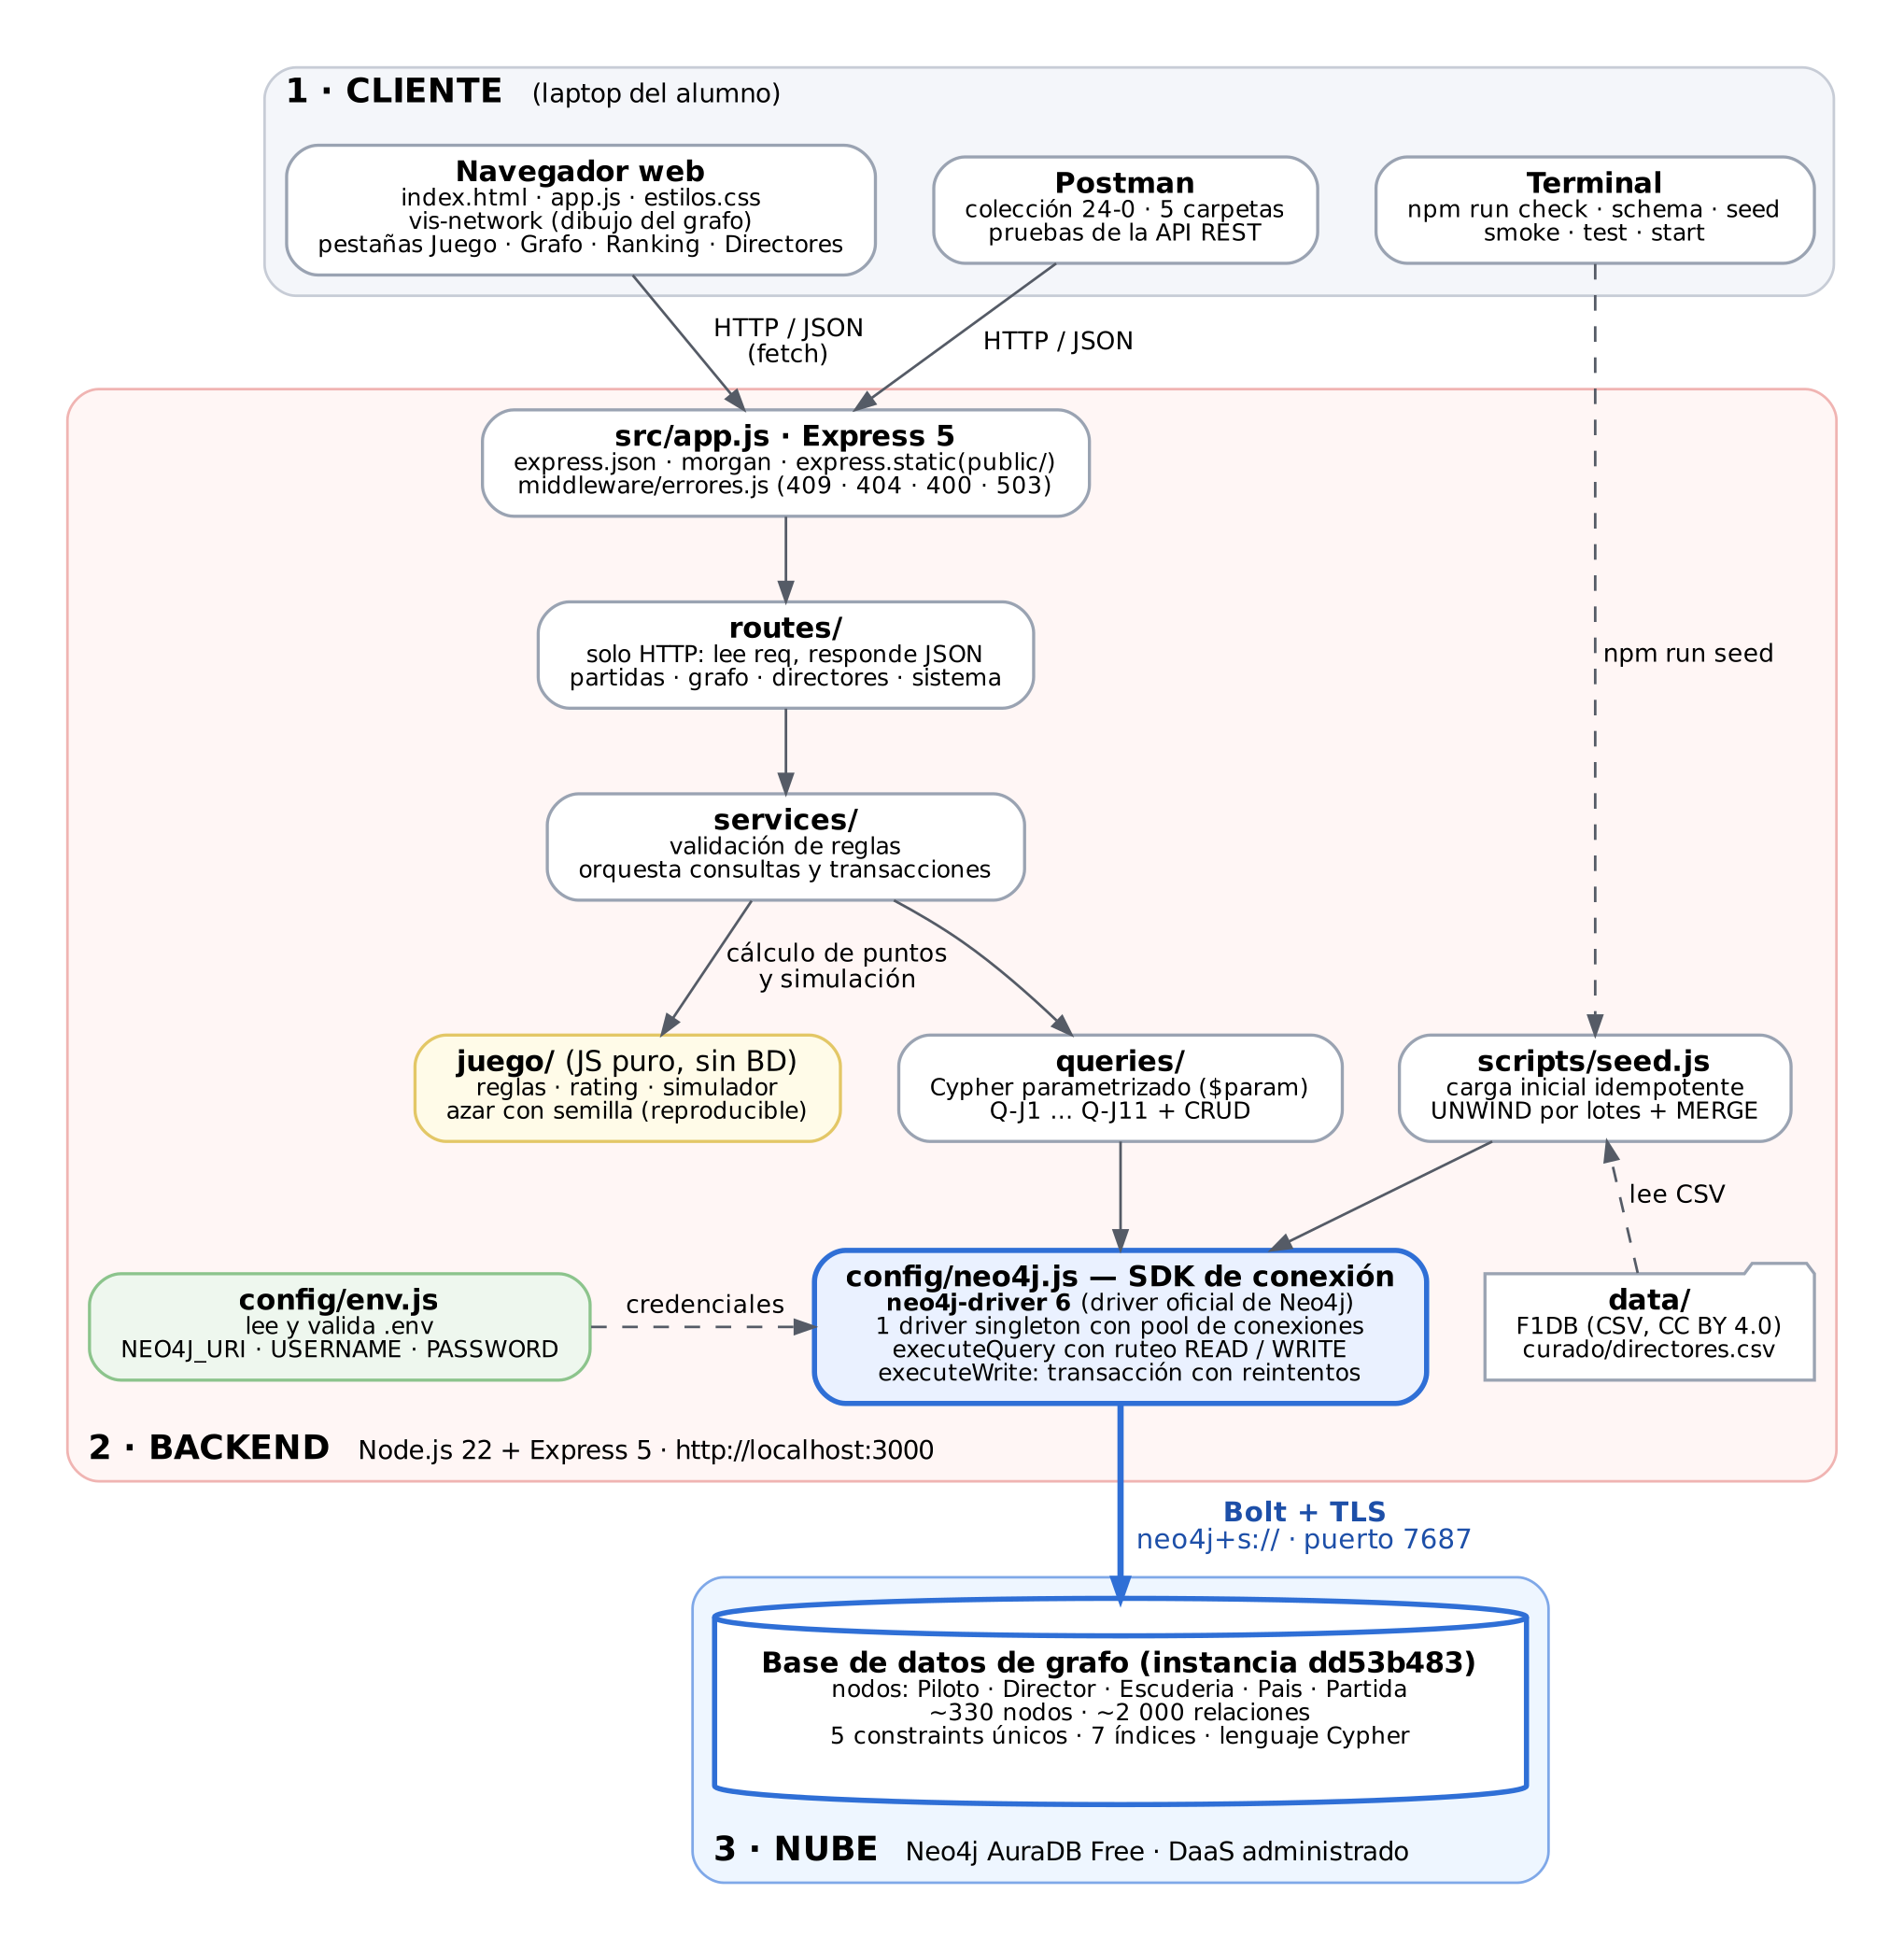 1 · CLIENTE (laptop del alumno)
Navegador web
index.html · app.js · estilos.css
vis-network (dibujo del grafo)
pestañas Juego · Grafo · Ranking · Directores
Postman
colección 24-0 · 5 carpetas
pruebas de la API REST
Terminal
npm run check · schema · seed
smoke · test · start
HTTP / JSON
(fetch)
HTTP / JSON
src/app.js · Express 5
express.json · morgan · express.static(public/)
middleware/errores.js (409 · 404 · 400 · 503)
routes/
solo HTTP: lee req, responde JSON
partidas · grafo · directores · sistema
npm run seed
services/
validación de reglas
orquesta consultas y transacciones
cálculo de puntos
y simulación
juego/ (JS puro, sin BD)
reglas · rating · simulador
azar con semilla (reproducible)
queries/
Cypher parametrizado ($param)
Q-J1 ... Q-J11 + CRUD
scripts/seed.js
carga inicial idempotente
UNWIND por lotes + MERGE
lee CSV
config/env.js
lee y valida .env
NEO4J_URI · USERNAME · PASSWORD
credenciales
config/neo4j.js — SDK de conexión
neo4j-driver 6 (driver oficial de Neo4j)
1 driver singleton con pool de conexiones
executeQuery con ruteo READ / WRITE
executeWrite: transacción con reintentos
data/
F1DB (CSV, CC BY 4.0)
curado/directores.csv
2 · BACKEND Node.js 22 + Express 5 · http://localhost:3000
Bolt + TLS
neo4j+s:// · puerto 7687
Base de datos de grafo (instancia dd53b483)
nodos: Piloto · Director · Escuderia · Pais · Partida
~330 nodos · ~2 000 relaciones
5 constraints únicos · 7 índices · lenguaje Cypher
3 · NUBE Neo4j AuraDB Free · DaaS administrado